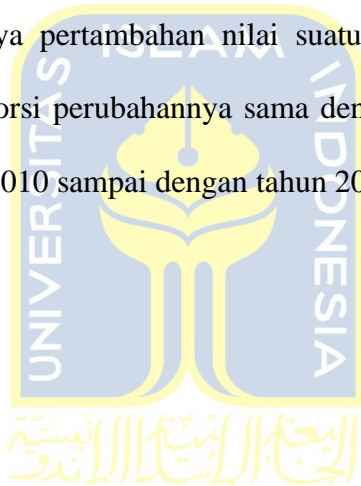 ya pertambahan nilai suatu
orsi perubahannya sama den
010 sampai dengan tahun 20
UNIVERSITAS
ISLAM
INDONESIA